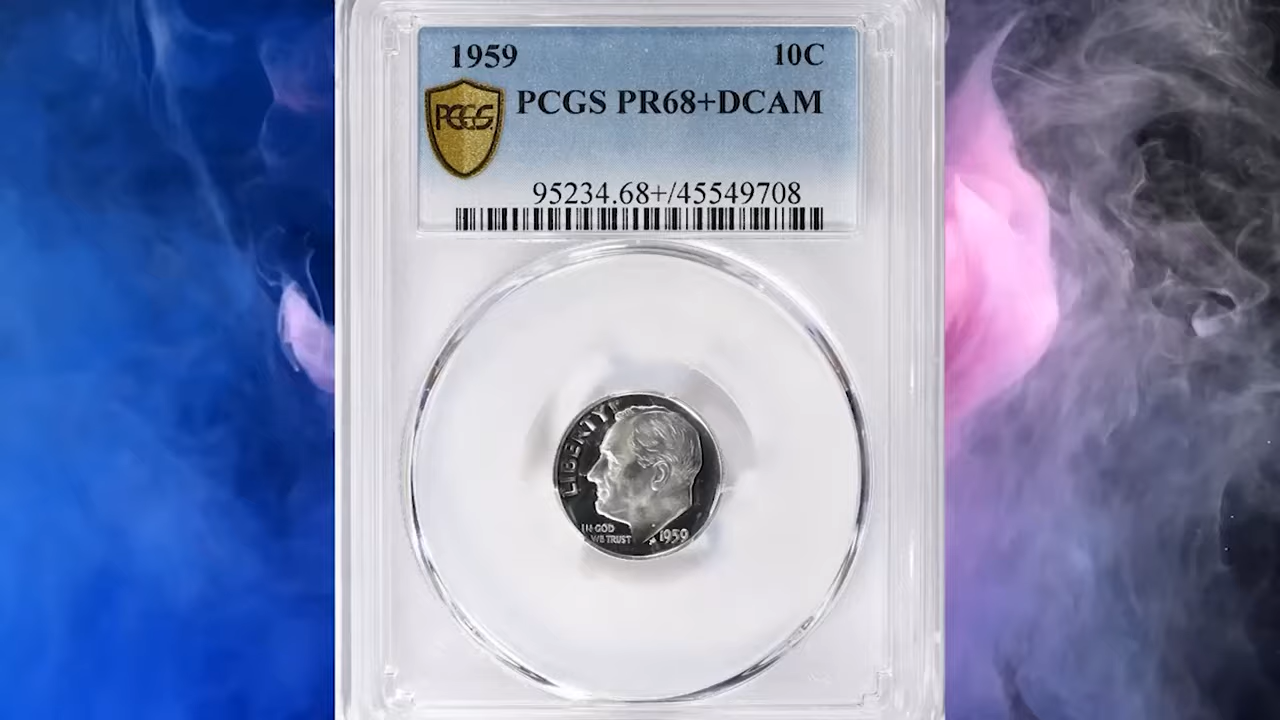 1959 10C
PCGS
PCGS PR68+DCAM
95234.68+/45549708
LIBERTY
IN GOD
WE TRUST
1959